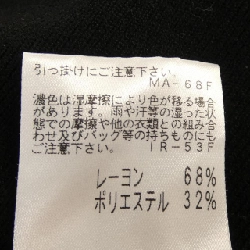 引っ掛けにご注意下さい。
MA-68F
濃色は湿摩擦により色が移る場合
があります。雨や汗等の湿った状
態での摩擦や他の衣類との組み合
わせ及びバッグ等の持ちものにも
ご注意下さい。 IR-53F
レーヨン 68%
ポリエステル 32%